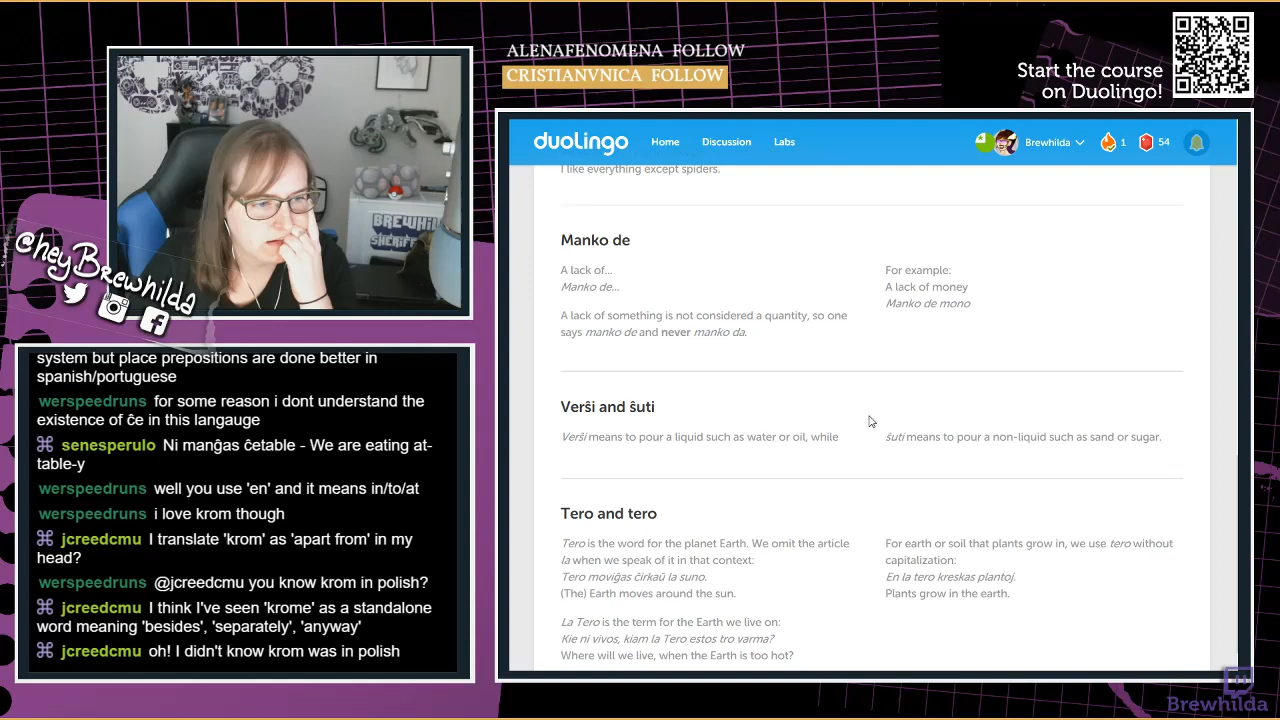 ALENAFENOMENA FOLLOW
CRISTIANVNICA FOLLOW
Start the course
on Duolingo!
duolingo
Home
Discussion
Labs
Brewhilda
1
54
I like everything except spiders.
Manko de
A lack of...
Manko de...
A lack of something is not considered a quantity, so one
says manko de and never manko da.
For example:
A lack of money
Manko de mono
Verŝi and ŝuti
Verŝi means to pour a liquid such as water or oil, while
ŝuti means to pour a non-liquid such as sand or sugar.
Tero and tero
Tero is the word for the planet Earth. We omit the article
la when we speak of it in that context:
Tero moviĝas ĉirkaŭ la suno.
(The) Earth moves around the sun.
La Tero is the term for the Earth we live on:
Kie ni vivos, kiam la Tero estos tro varma?
Where will we live, when the Earth is too hot?
For earth or soil that plants grow in, we use tero without
capitalization:
En la tero kreskas plantoj.
Plants grow in the earth.
@heyBrewhilda
BREWHIL
SHERIFF
system but place prepositions are done better in
spanish/portuguese
werspeedruns for some reason i dont understand the
existence of ĉe in this langauge
senesperulo Ni manĝas ĉetable - We are eating at-
table-y
werspeedruns well you use 'en' and it means in/to/at
werspeedruns i love krom though
jcreedcmu I translate 'krom' as 'apart from' in my
head?
werspeedruns @jcreedcmu you know krom in polish?
jcreedcmu I think I've seen 'krome' as a standalone
word meaning 'besides', 'separately', 'anyway'
jcreedcmu oh! I didn't know krom was in polish
Brewhilda